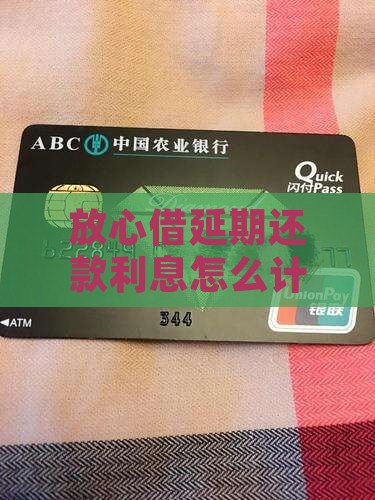 ABC 中国农业银行
Quick
闪付Pass
放心借延期还
款利息怎么计
UnionPay
银联
◀ATM
344